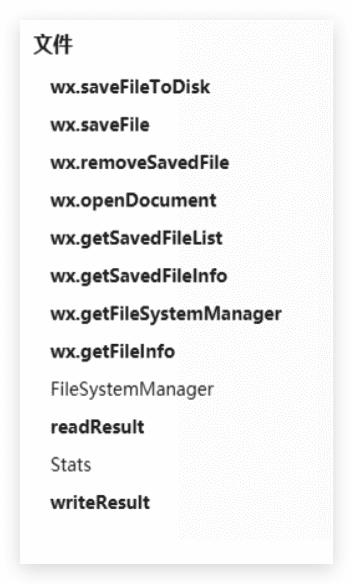 文件
wx.saveFileToDisk
wx.saveFile
wx.removeSavedFile
wx.openDocument
wx.getSavedFileList
wx.getSavedFileInfo
wx.getFileSystemManager
wx.getFileInfo
FileSystemManager
readResult
Stats
writeResult